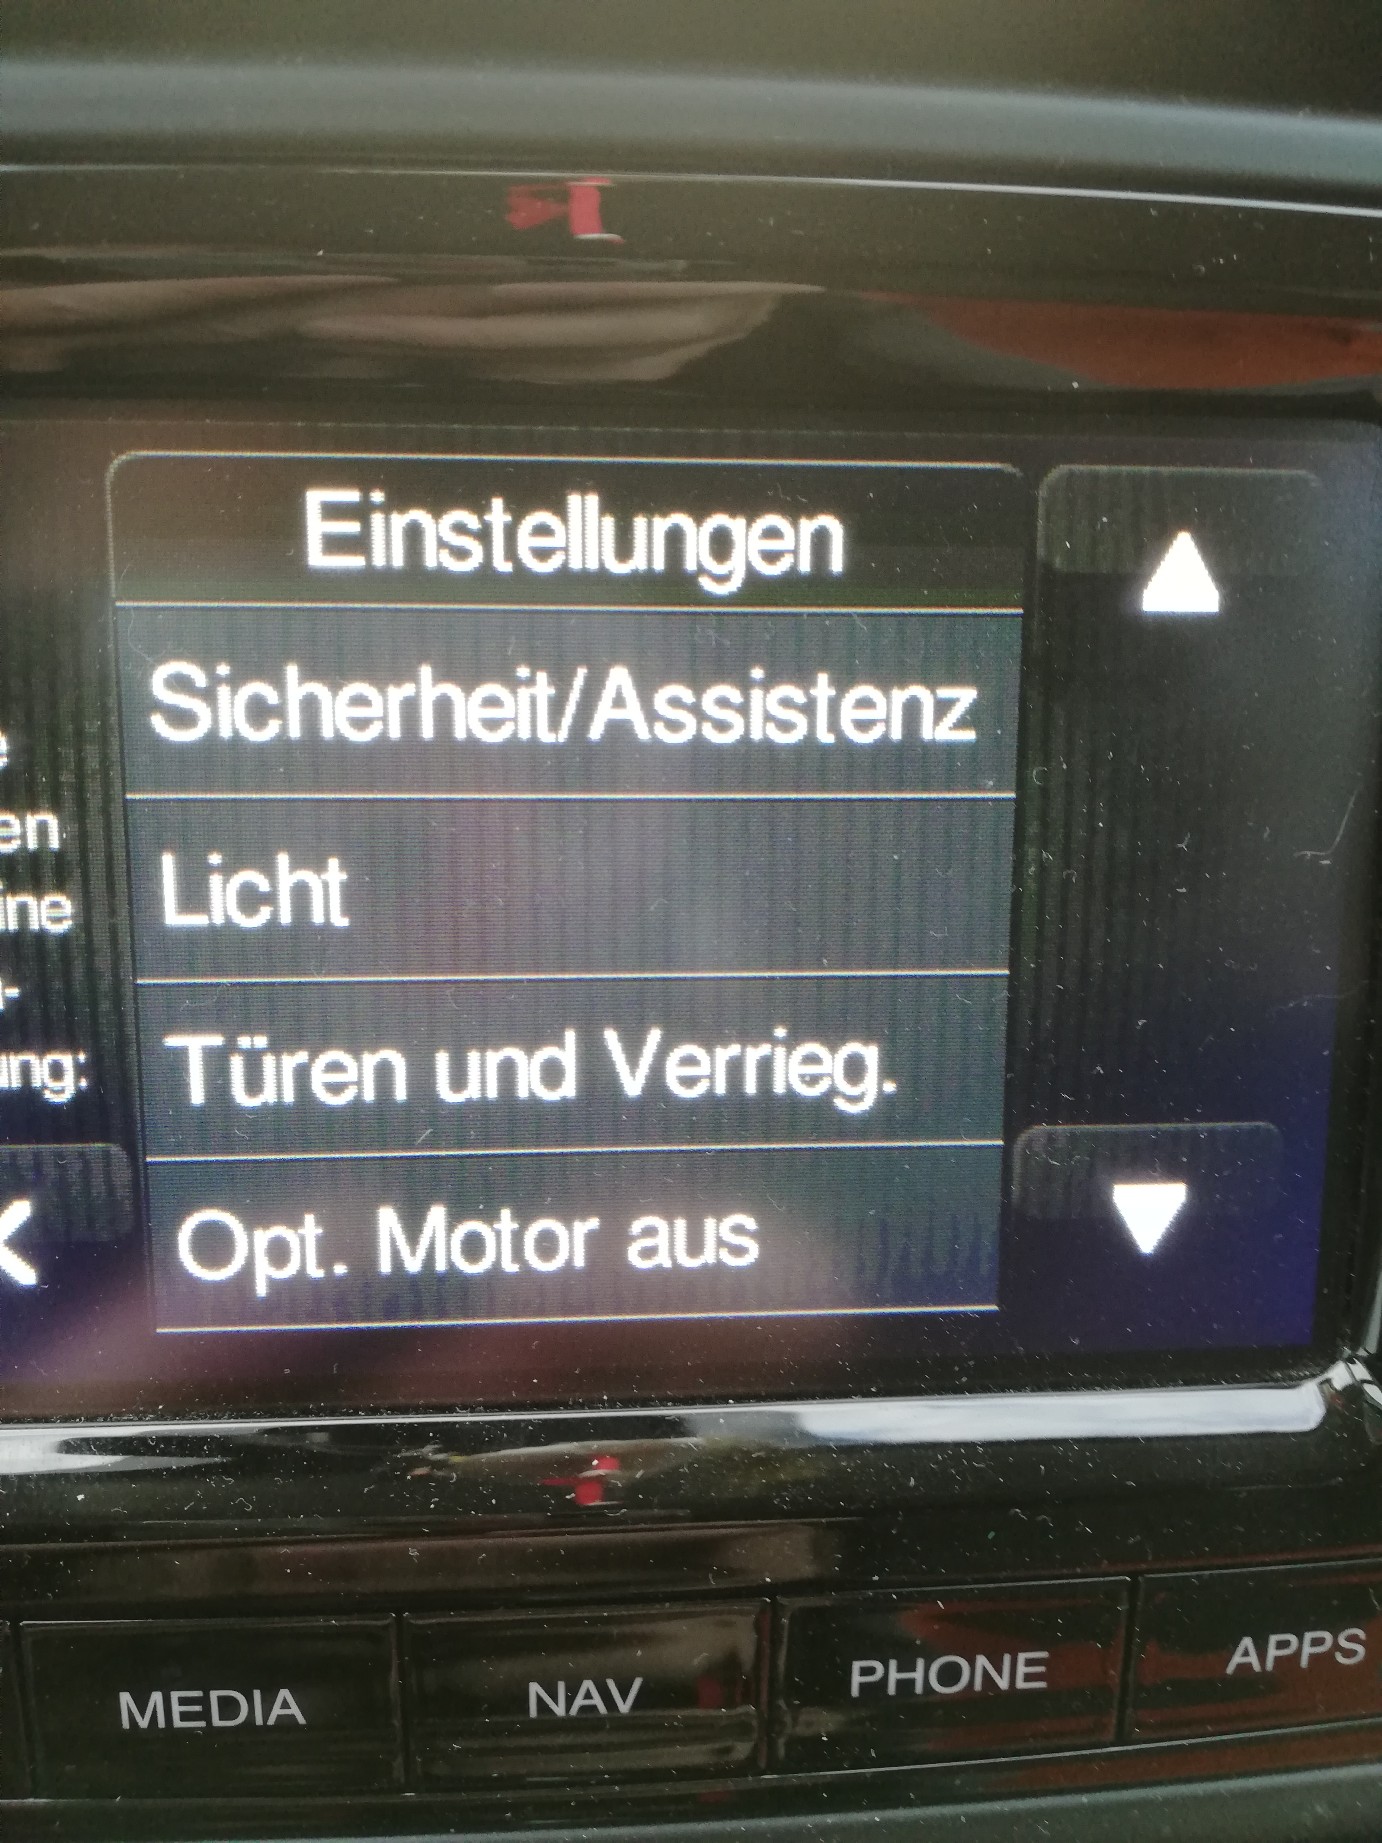 Einstellungen
Sicherheit/Assistenz
Licht
Türen und Verrieg.
Opt. Motor aus
MEDIA
NAV
PHONE
APPS